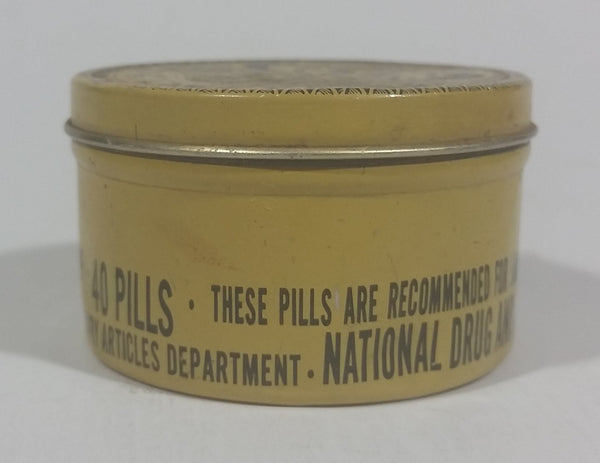 40 PILLS · THESE PILLS ARE RECOMMENDED FOR
ARTICLES DEPARTMENT · NATIONAL DRUG